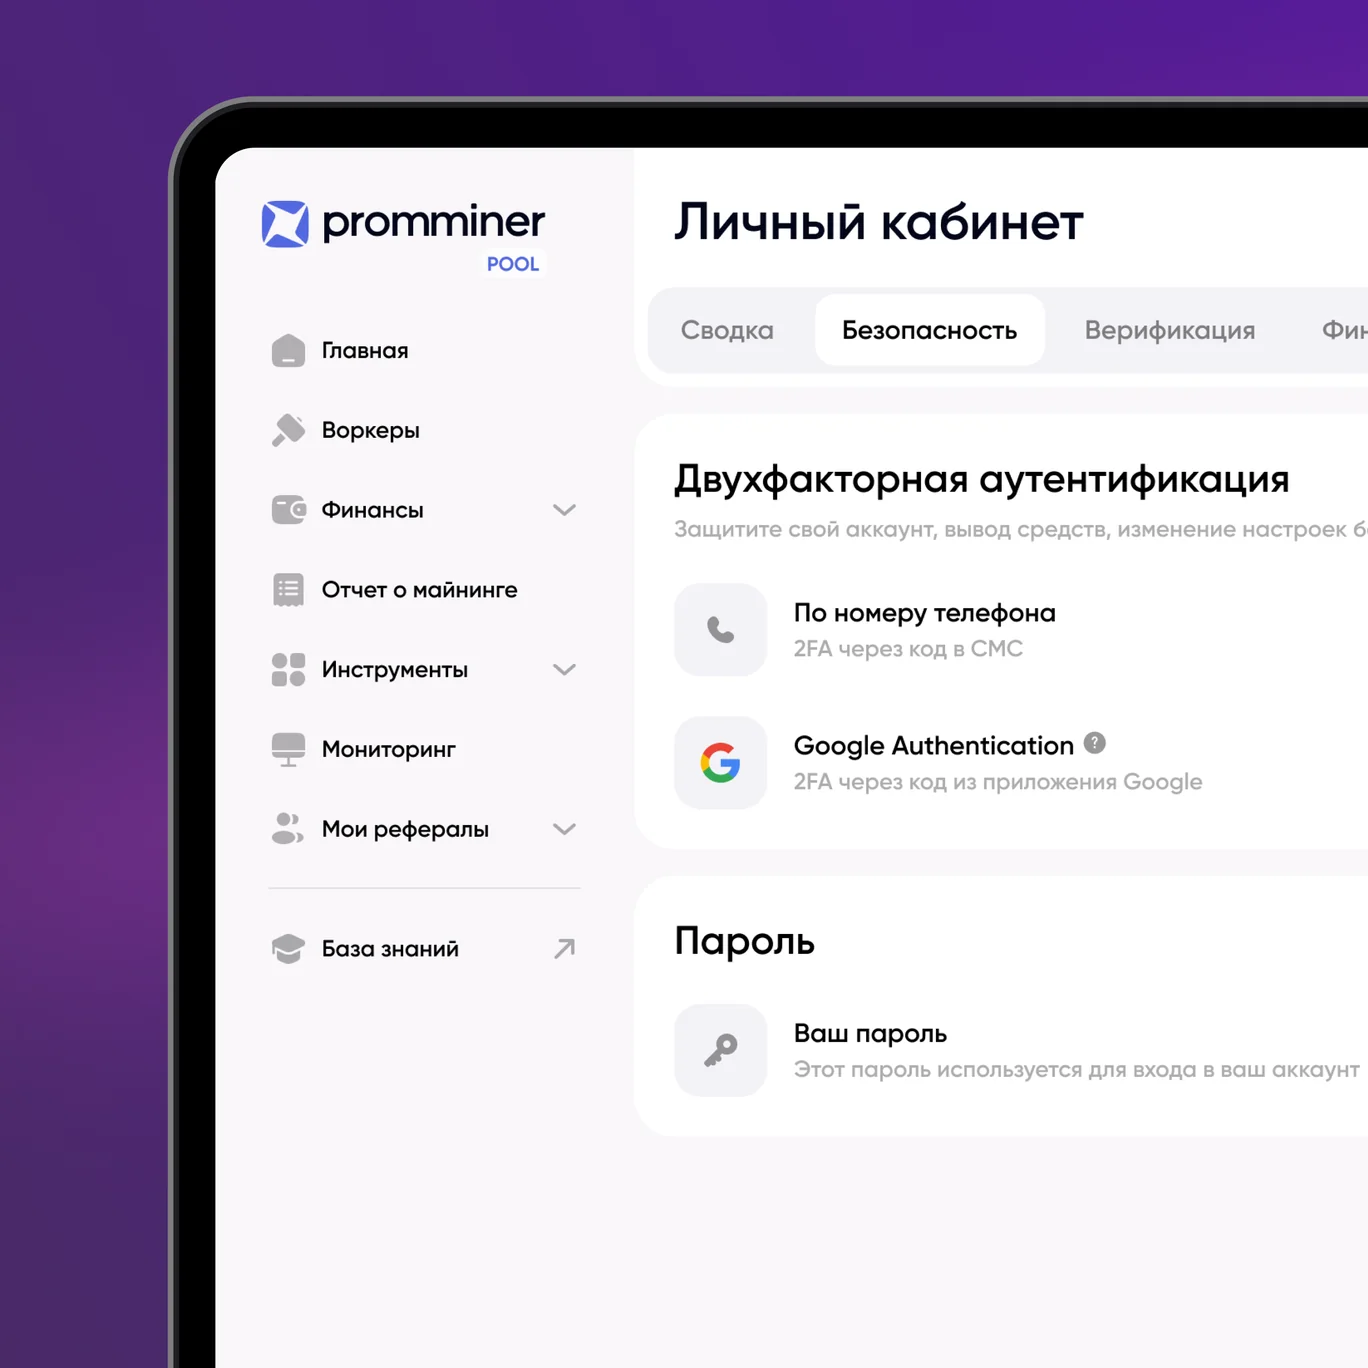 promminer
POOL
Главная
Воркеры
Финансы
Отчет о майнинге
Инструменты
Мониторинг
Мои рефералы
База знаний
Личный кабинет
Сводка Безопасность Верификация
Двухфакторная аутентификация
Защитите свой аккаунт, вывод средств, изменение настроек
По номеру телефона
2FA через код в СМС
Google Authentication ?
2FA через код из приложения Google
Пароль
Ваш пароль
Этот пароль используется для входа в ваш аккаунт